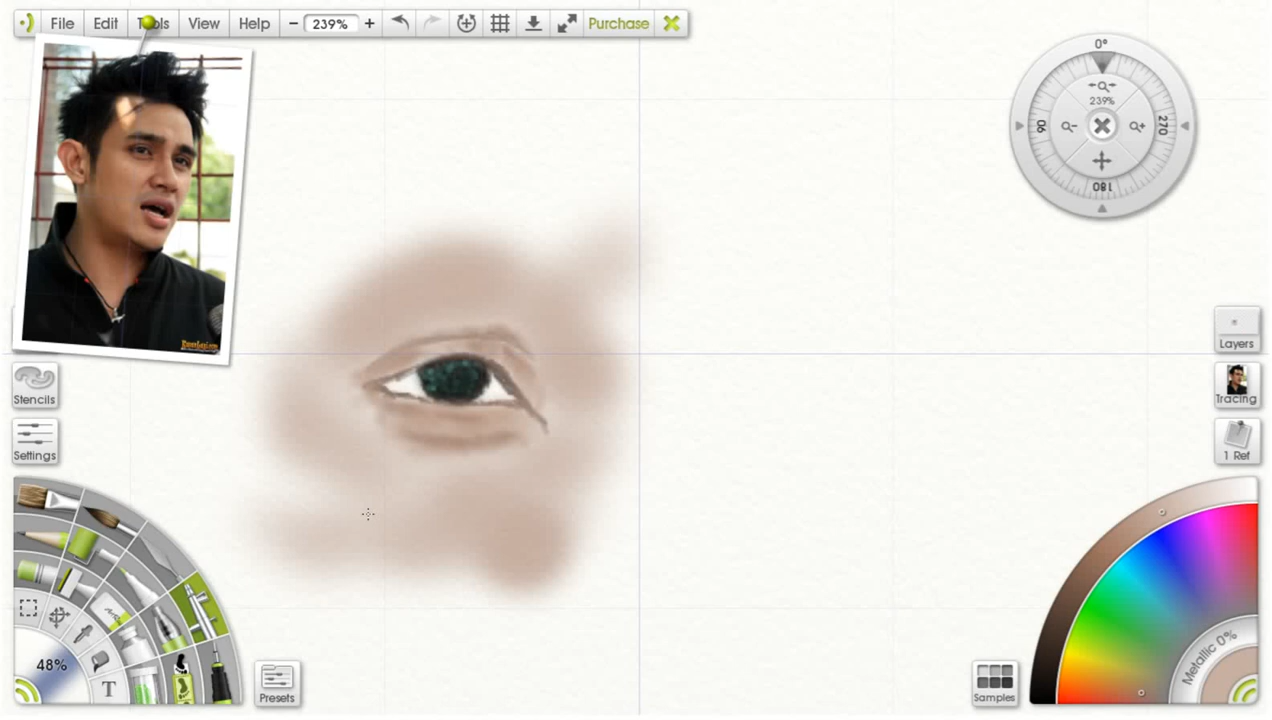 File Edit Tools View Help − 239% + Purchase
0°
239%
90
270
180
Stencils
Settings
Layers
Tracing
1 Ref
48%
T
Presets
Samples
Metallic 0%